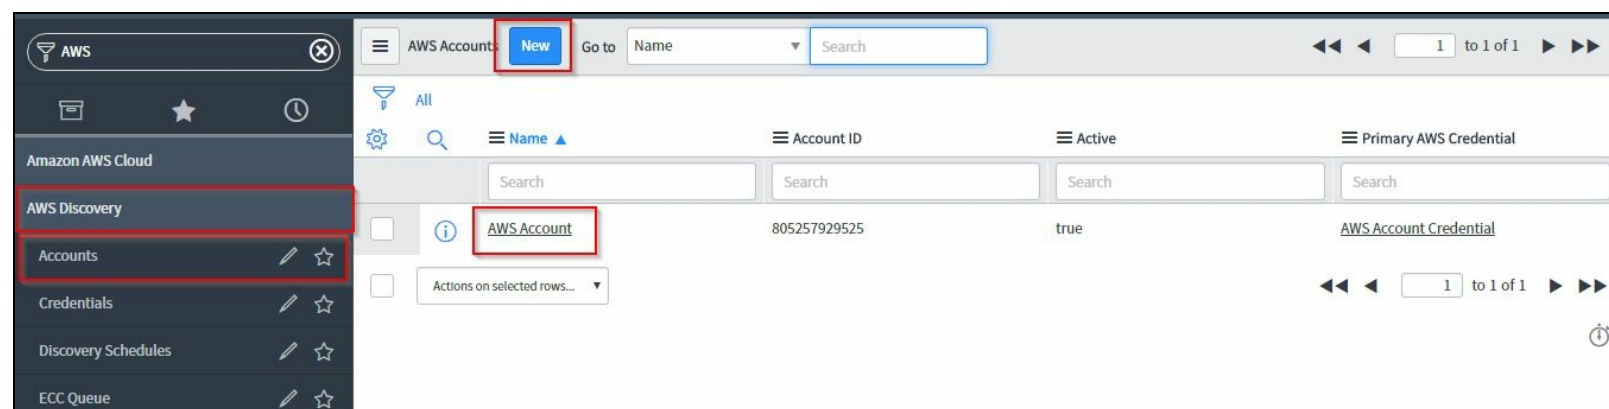 AWS
AWS Accounts New Go to Name Search 1 to 1 of 1
All
Name Account ID Active Primary AWS Credential
Amazon AWS Cloud
Search Search Search Search
AWS Discovery
AWS Account 805257929525 true AWS Account Credential
Accounts
Actions on selected rows... 1 to 1 of 1
Credentials
Discovery Schedules
ECC Queue